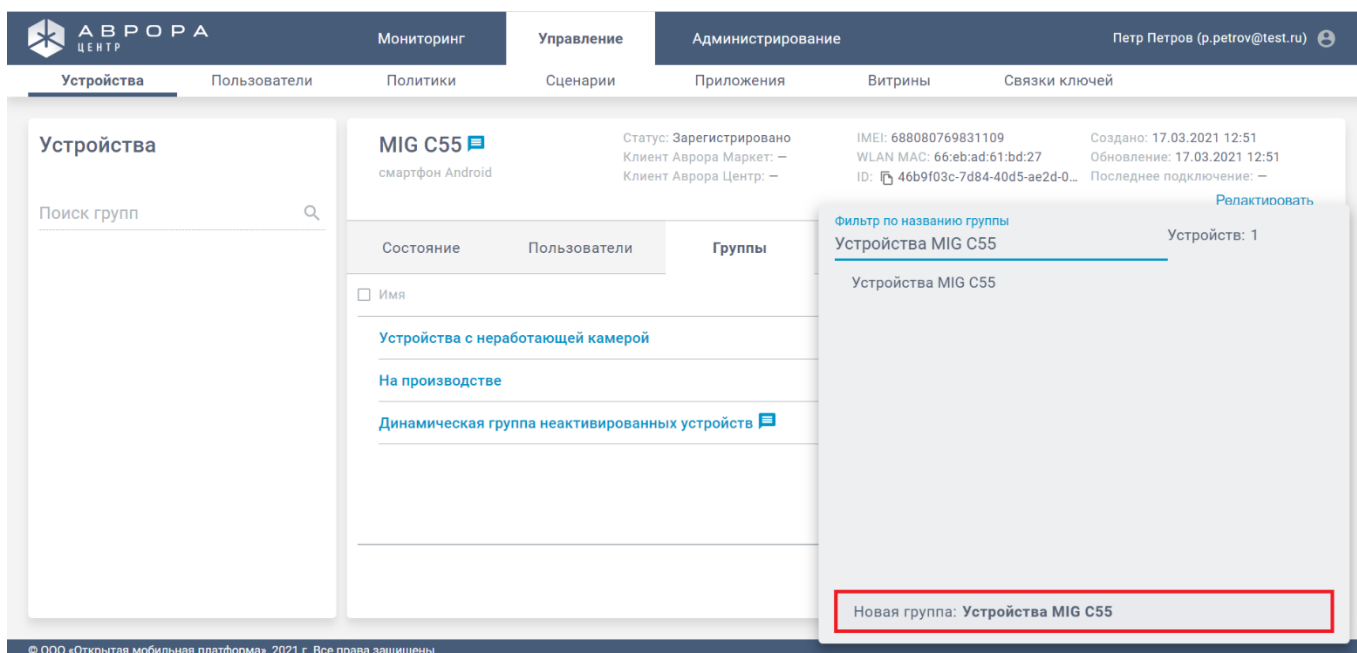 АВРОРА
ЦЕНТР
Мониторинг
Управление
Администрирование
Петр Петров (p.petrov@test.ru)
Устройства
Пользователи
Политики
Сценарии
Приложения
Витрины
Связки ключей
Устройства
Поиск групп
MIG C55
смартфон Android
Статус: Зарегистрировано
Клиент Аврора Маркет: —
Клиент Аврора Центр: —
IMEI: 688080769831109
WLAN MAC: 66:eb:ad:61:bd:27
ID: 46b9f03c-7d84-40d5-ae2d-0...
Создано: 17.03.2021 12:51
Обновление: 17.03.2021 12:51
Последнее подключение: —
Редактировать
Состояние
Пользователи
Группы
Имя
Устройства с неработающей камерой
На производстве
Динамическая группа неактивированных устройств
Фильтр по названию группы
Устройства MIG C55
Устройств: 1
Устройства MIG C55
Новая группа: Устройства MIG C55
© ООО «Открытая мобильная платформа», 2021 г. Все права защищены